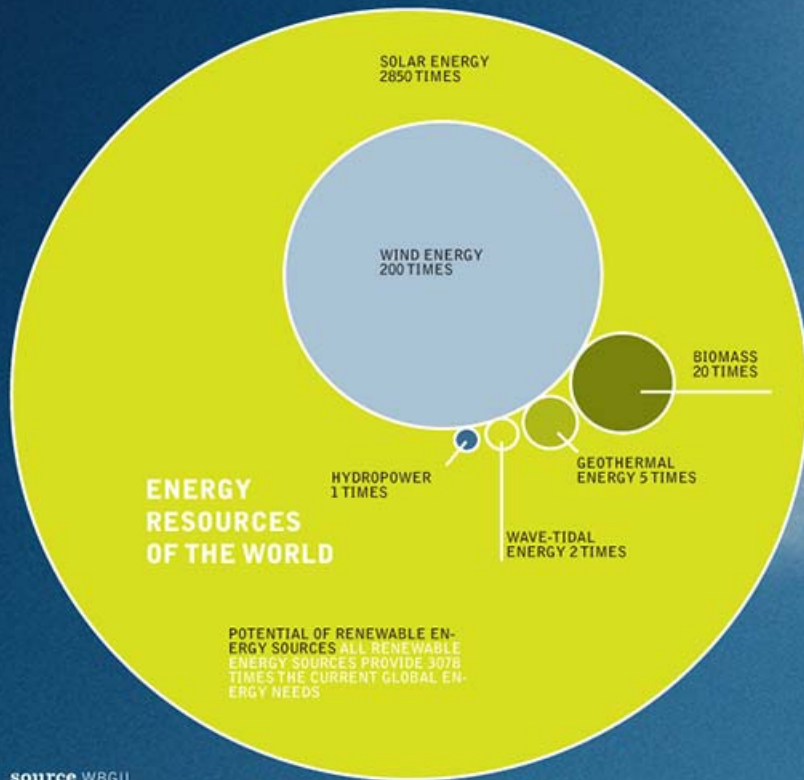 SOLAR ENERGY
2850 TIMES
WIND ENERGY
200 TIMES
BIOMASS
20 TIMES
HYDROPOWER
1 TIMES
GEOTHERMAL
ENERGY 5 TIMES
ENERGY
RESOURCES
OF THE WORLD
WAVE-TIDAL
ENERGY 2 TIMES
POTENTIAL OF RENEWABLE EN-
ERGY SOURCES ALL RENEWABLE
ENERGY SOURCES PROVIDE 3078
TIMES THE CURRENT GLOBAL EN-
ERGY NEEDS
source WBGU